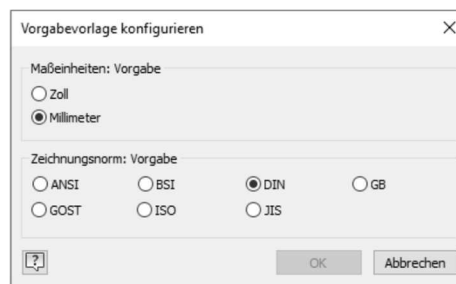 Vorgabevorlage konfigurieren
Maßeinheiten: Vorgabe
Zoll
Millimeter
Zeichnungsnorm: Vorgabe
ANSI BSI DIN GB
GOST ISO JIS
? OK Abbrechen